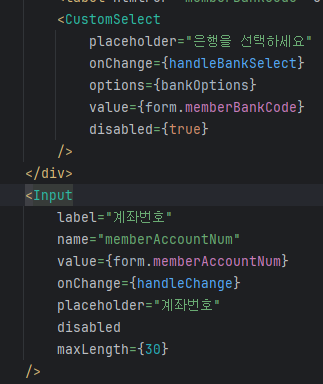 <CustomSelect
placeholder="은행을 선택하세요"
onChange={handleBankSelect}
options={bankOptions}
value={form.memberBankCode}
disabled={true}
/>
</div>
<Input
label="계좌번호"
name="memberAccountNum"
value={form.memberAccountNum}
onChange={handleChange}
placeholder="계좌번호"
disabled
maxLength={30}
/>